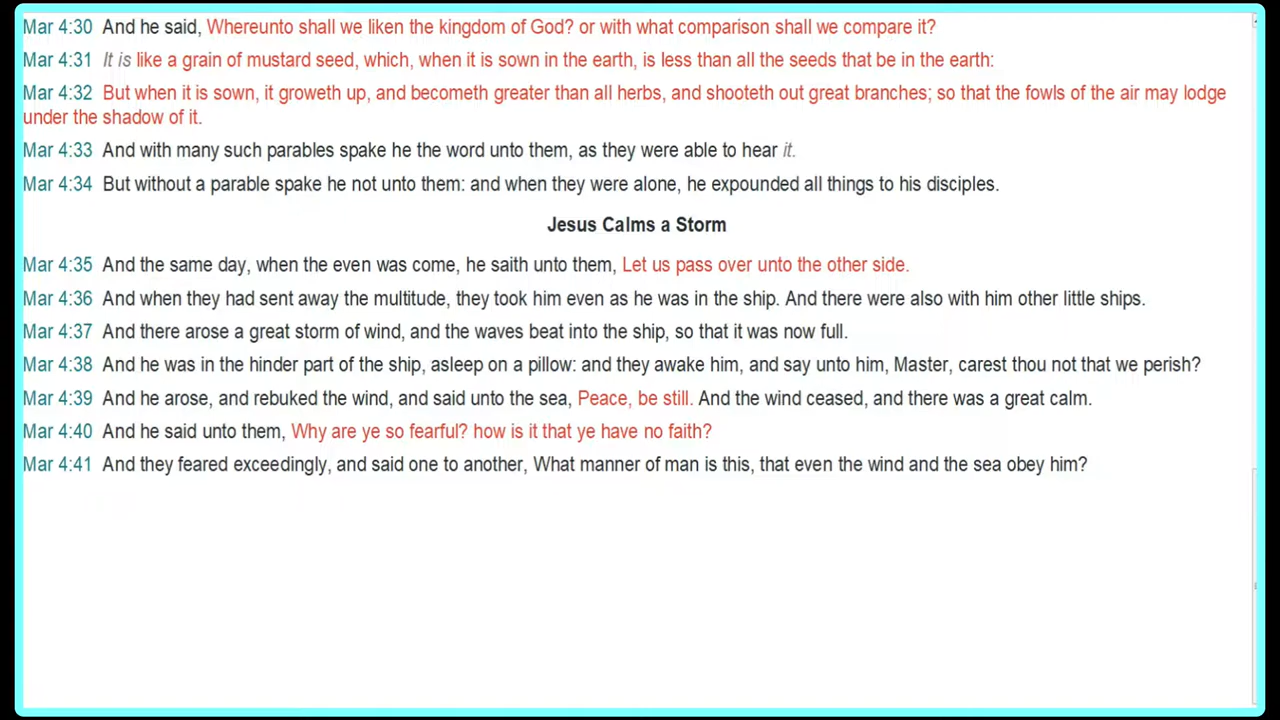 Mar 4:30 And he said, Whereunto shall we liken the kingdom of God? or with what comparison shall we compare it?
Mar 4:31 It is like a grain of mustard seed, which, when it is sown in the earth, is less than all the seeds that be in the earth:
Mar 4:32 But when it is sown, it groweth up, and becometh greater than all herbs, and shooteth out great branches; so that the fowls of the air may lodge
under the shadow of it.
Mar 4:33 And with many such parables spake he the word unto them, as they were able to hear it.
Mar 4:34 But without a parable spake he not unto them: and when they were alone, he expounded all things to his disciples.
Jesus Calms a Storm
Mar 4:35 And the same day, when the even was come, he saith unto them, Let us pass over unto the other side.
Mar 4:36 And when they had sent away the multitude, they took him even as he was in the ship. And there were also with him other little ships.
Mar 4:37 And there arose a great storm of wind, and the waves beat into the ship, so that it was now full.
Mar 4:38 And he was in the hinder part of the ship, asleep on a pillow: and they awake him, and say unto him, Master, carest thou not that we perish?
Mar 4:39 And he arose, and rebuked the wind, and said unto the sea, Peace, be still. And the wind ceased, and there was a great calm.
Mar 4:40 And he said unto them, Why are ye so fearful? how is it that ye have no faith?
Mar 4:41 And they feared exceedingly, and said one to another, What manner of man is this, that even the wind and the sea obey him?